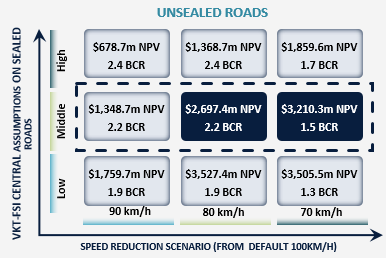 UNSEALED ROADS
VKT-FSI CENTRAL ASSUMPTIONS ON SEALED
ROADS
High
$678.7m NPV
2.4 BCR
$1,368.7m NPV
2.4 BCR
$1,859.6m NPV
1.7 BCR
Middle
$1,348.7m NPV
2.2 BCR
$2,697.4m NPV
2.2 BCR
$3,210.3m NPV
1.5 BCR
Low
$1,759.7m NPV
1.9 BCR
$3,527.4m NPV
1.9 BCR
$3,505.5m NPV
1.3 BCR
90 km/h
80 km/h
70 km/h
SPEED REDUCTION SCENARIO (FROM DEFAULT 100KM/H)